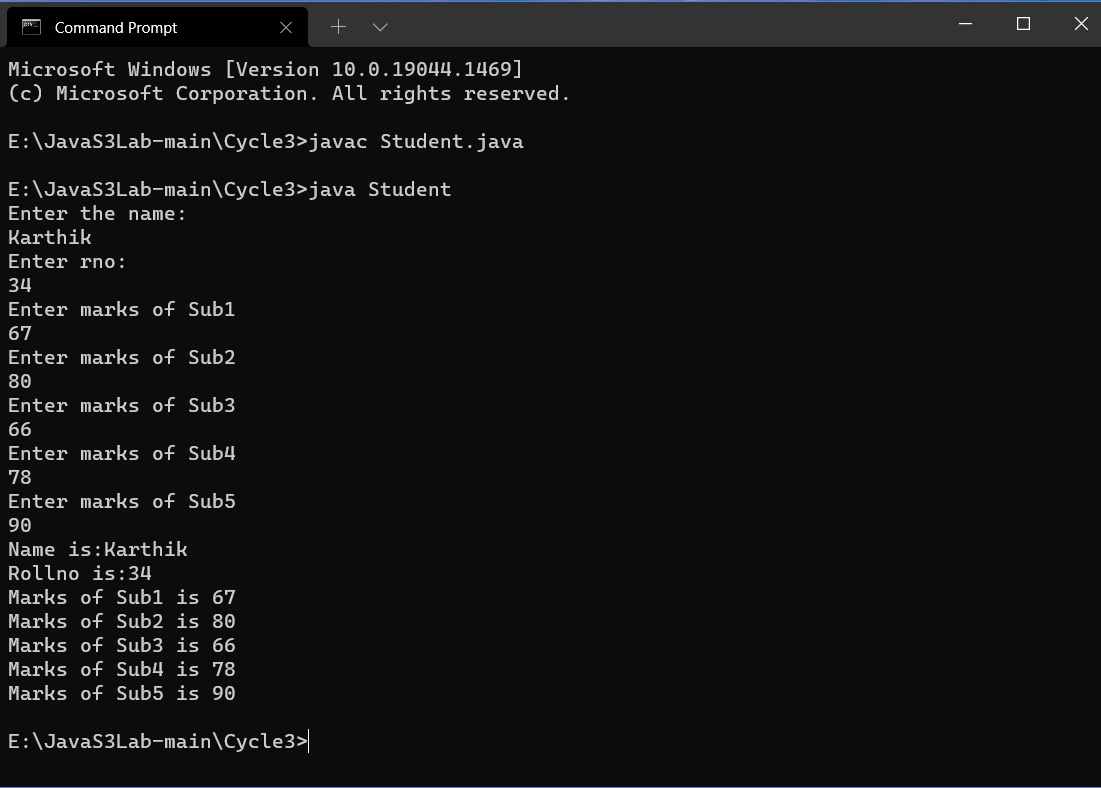 Command Prompt
Microsoft Windows [Version 10.0.19044.1469]
(c) Microsoft Corporation. All rights reserved.
E:\JavaS3Lab-main\Cycle3>javac Student.java
E:\JavaS3Lab-main\Cycle3>java Student
Enter the name:
Karthik
Enter rno:
34
Enter marks of Sub1
67
Enter marks of Sub2
80
Enter marks of Sub3
66
Enter marks of Sub4
78
Enter marks of Sub5
90
Name is:Karthik
Rollno is:34
Marks of Sub1 is 67
Marks of Sub2 is 80
Marks of Sub3 is 66
Marks of Sub4 is 78
Marks of Sub5 is 90
E:\JavaS3Lab-main\Cycle3>